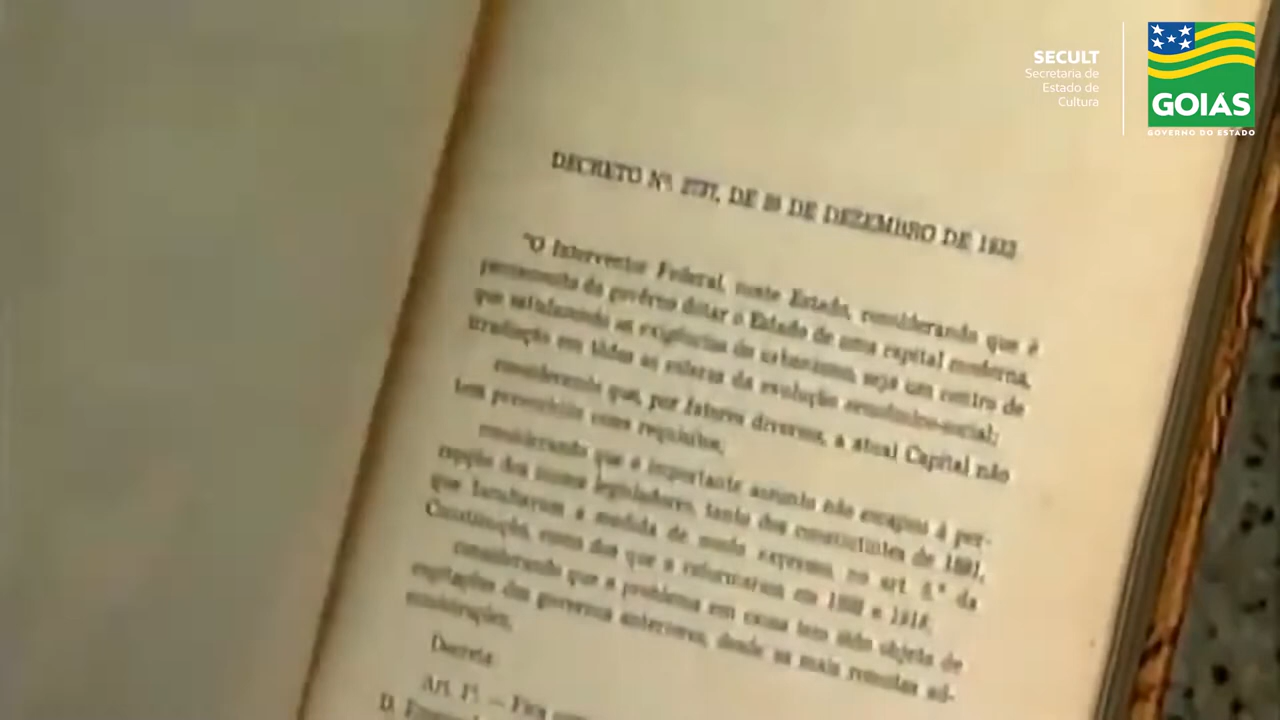 SECULT
Secretaria de
Estado de
Cultura
GOIÁS
GOVERNO DO ESTADO
DECRETO Nº. 2737, DE DE DEZEMBRO DE 1932
"O Interventor Federal, neste Estado, considerando que é
pensamento do govêrno dotar o Estado de uma capital moderna,
que satisfazendo as exigências do urbanismo, seja um centro de
irradiação em tôdas as esferas da evolução econômico-social;
considerando que, por fatores diversos, a atual Capital não
tem preenchido como requisitos,
considerando que é importante assunto não escapou à per-
cepção dos nossos legisladores, tanto dos constituintes de 1891,
que facultaram a medida de modo expresso, no art. 5.º da
Constituição, como dos que a reformaram em e 1918,
considerando que o problema em causa tem sido objeto de
cogitações dos governos anteriores, desde as mais remotas ad-
ministrações,
Decreta:
Art. 1º. — Fica
D.